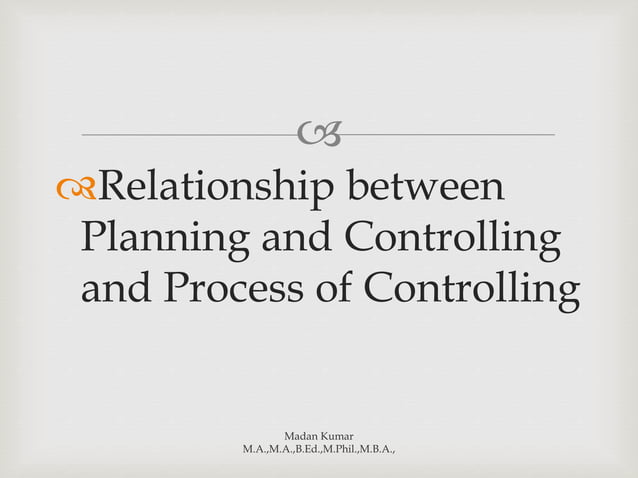 Relationship between
Planning and Controlling
and Process of Controlling
Madan Kumar
M.A.,M.A.,B.Ed.,M.Phil.,M.B.A.,